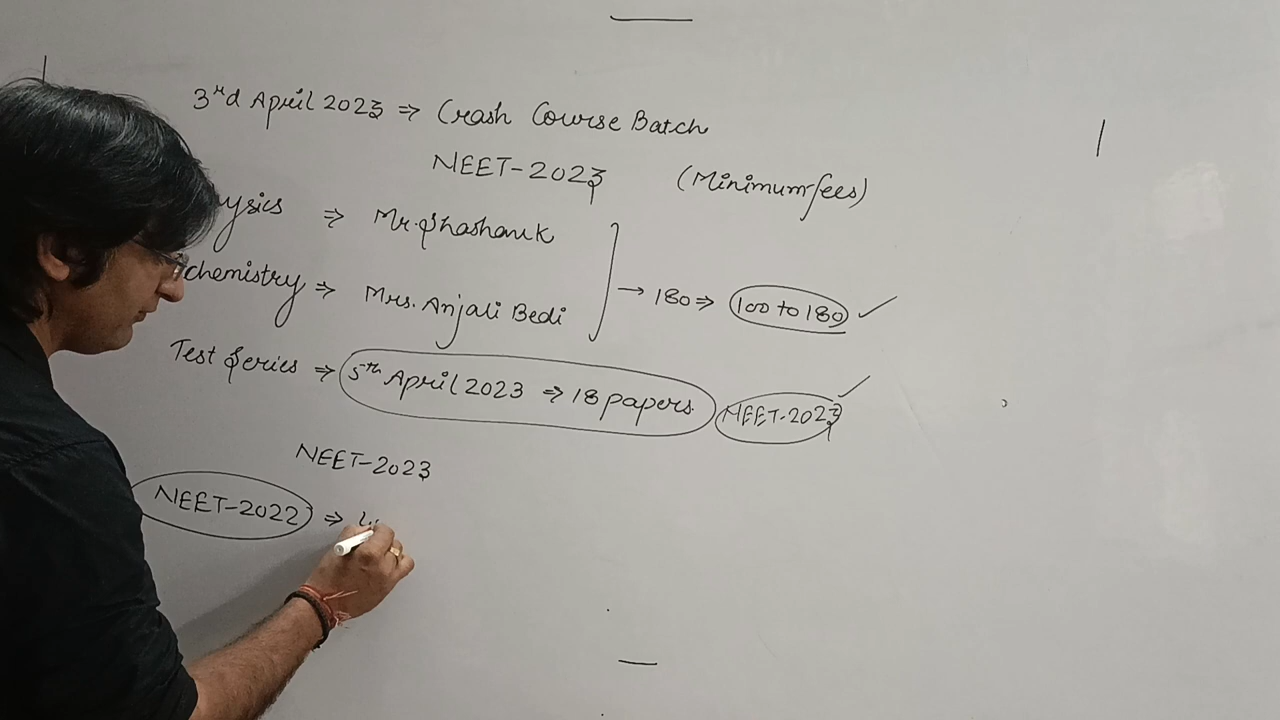 3rd April 2023 ⇒ Crash Course Batch
NEET-2023 (Minimum fees)
ysics ⇒ Mr. Shashank
chemistry ⇒ Mrs. Anjali Bedi
→ 180 ⇒ 100 to 180 ✓
Test Series ⇒ 5th April 2023 ⇒ 18 papers. NEET-2023 ✓
NEET-2023
NEET-2022 ⇒